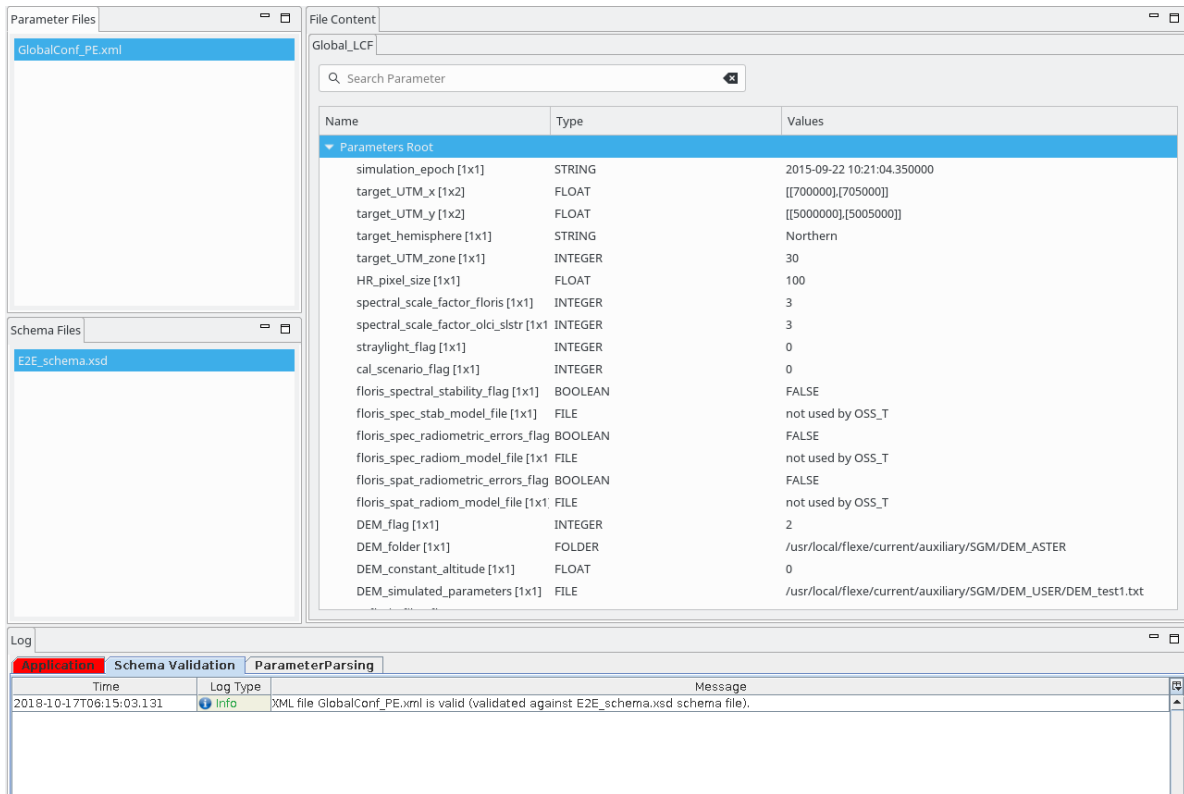 Parameter Files
GlobalConf_PE.xml
Schema Files
E2E_schema.xsd
File Content
Global_LCF
Search Parameter
Name Type Values
Parameters Root
simulation_epoch [1x1] STRING 2015-09-22 10:21:04.350000
target_UTM_x [1x2] FLOAT [[700000],[705000]]
target_UTM_y [1x2] FLOAT [[5000000],[5005000]]
target_hemisphere [1x1] STRING Northern
target_UTM_zone [1x1] INTEGER 30
HR_pixel_size [1x1] FLOAT 100
spectral_scale_factor_floris [1x1] INTEGER 3
spectral_scale_factor_olci_slstr [1x1 INTEGER 3
straylight_flag [1x1] INTEGER 0
cal_scenario_flag [1x1] INTEGER 0
floris_spectral_stability_flag [1x1] BOOLEAN FALSE
floris_spec_stab_model_file [1x1] FILE not used by OSS_T
floris_spec_radiometric_errors_flag BOOLEAN FALSE
floris_spec_radiom_model_file [1x1 FILE not used by OSS_T
floris_spat_radiometric_errors_flag BOOLEAN FALSE
floris_spat_radiom_model_file [1x1] FILE not used by OSS_T
DEM_flag [1x1] INTEGER 2
DEM_folder [1x1] FOLDER /usr/local/flexe/current/auxiliary/SGM/DEM_ASTER
DEM_constant_altitude [1x1] FLOAT 0
DEM_simulated_parameters [1x1] FILE /usr/local/flexe/current/auxiliary/SGM/DEM_USER/DEM_test1.txt
Log
Application Schema Validation ParameterParsing
Time Log Type Message
2018-10-17T06:15:03.131 Info XML file GlobalConf_PE.xml is valid (validated against E2E_schema.xsd schema file).